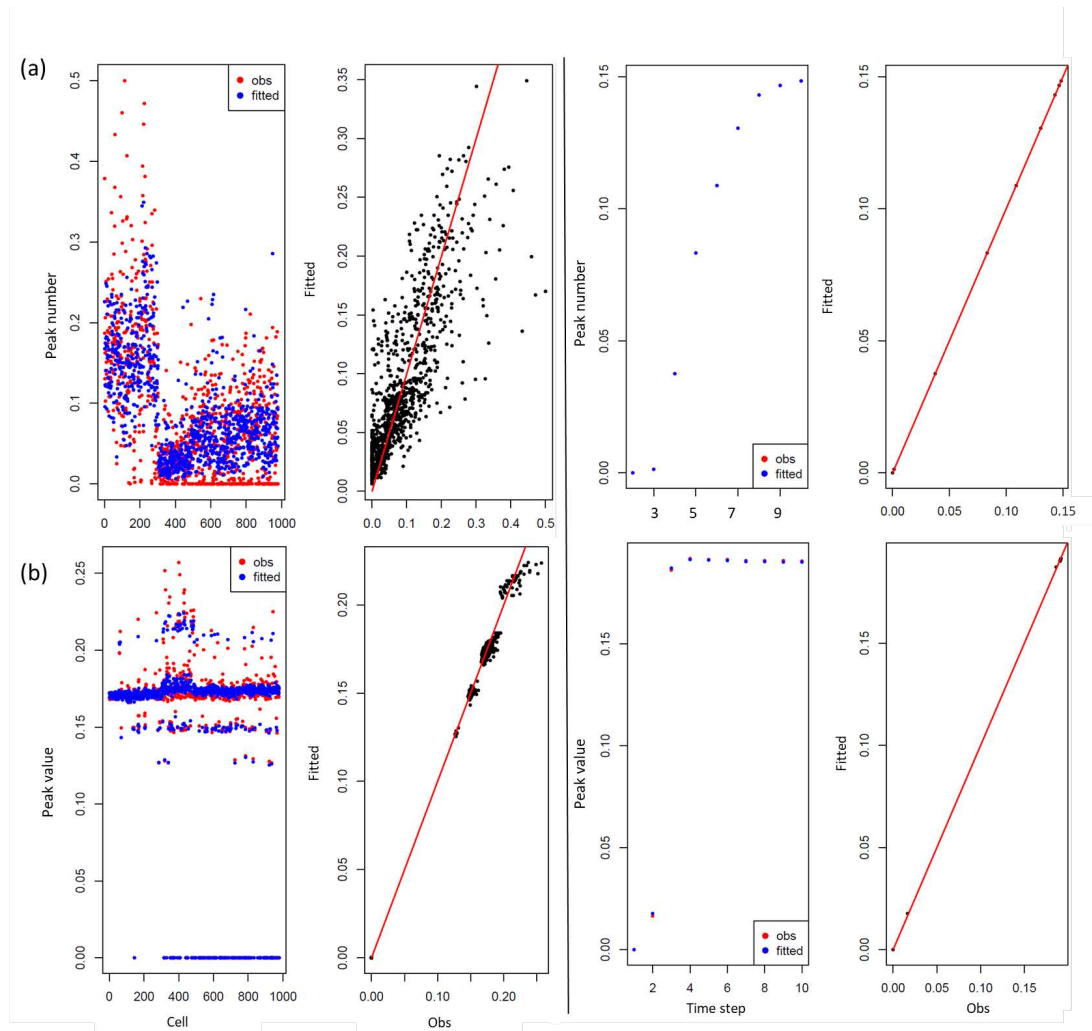 (a)
0.5
0.4
0.3
0.2
0.1
0.0
Peak number
obs
fitted
0 200 400 600 800 1000
0.35
0.30
0.25
0.20
0.15
0.10
0.05
0.00
Fitted
0.0 0.1 0.2 0.3 0.4 0.5
0.15
0.10
0.05
0.00
Peak number
obs
fitted
3 5 7 9
0.15
0.10
0.05
0.00
Fitted
0.00 0.05 0.10 0.15
(b)
0.25
0.20
0.15
0.10
0.05
0.00
Peak value
obs
fitted
0 200 400 600 800 1000
Cell
0.20
0.15
0.10
0.05
0.00
Fitted
0.00 0.10 0.20
Obs
0.15
0.10
0.05
0.00
Peak value
obs
fitted
2 4 6 8 10
Time step
0.15
0.10
0.05
0.00
Fitted
0.00 0.05 0.10 0.15
Obs